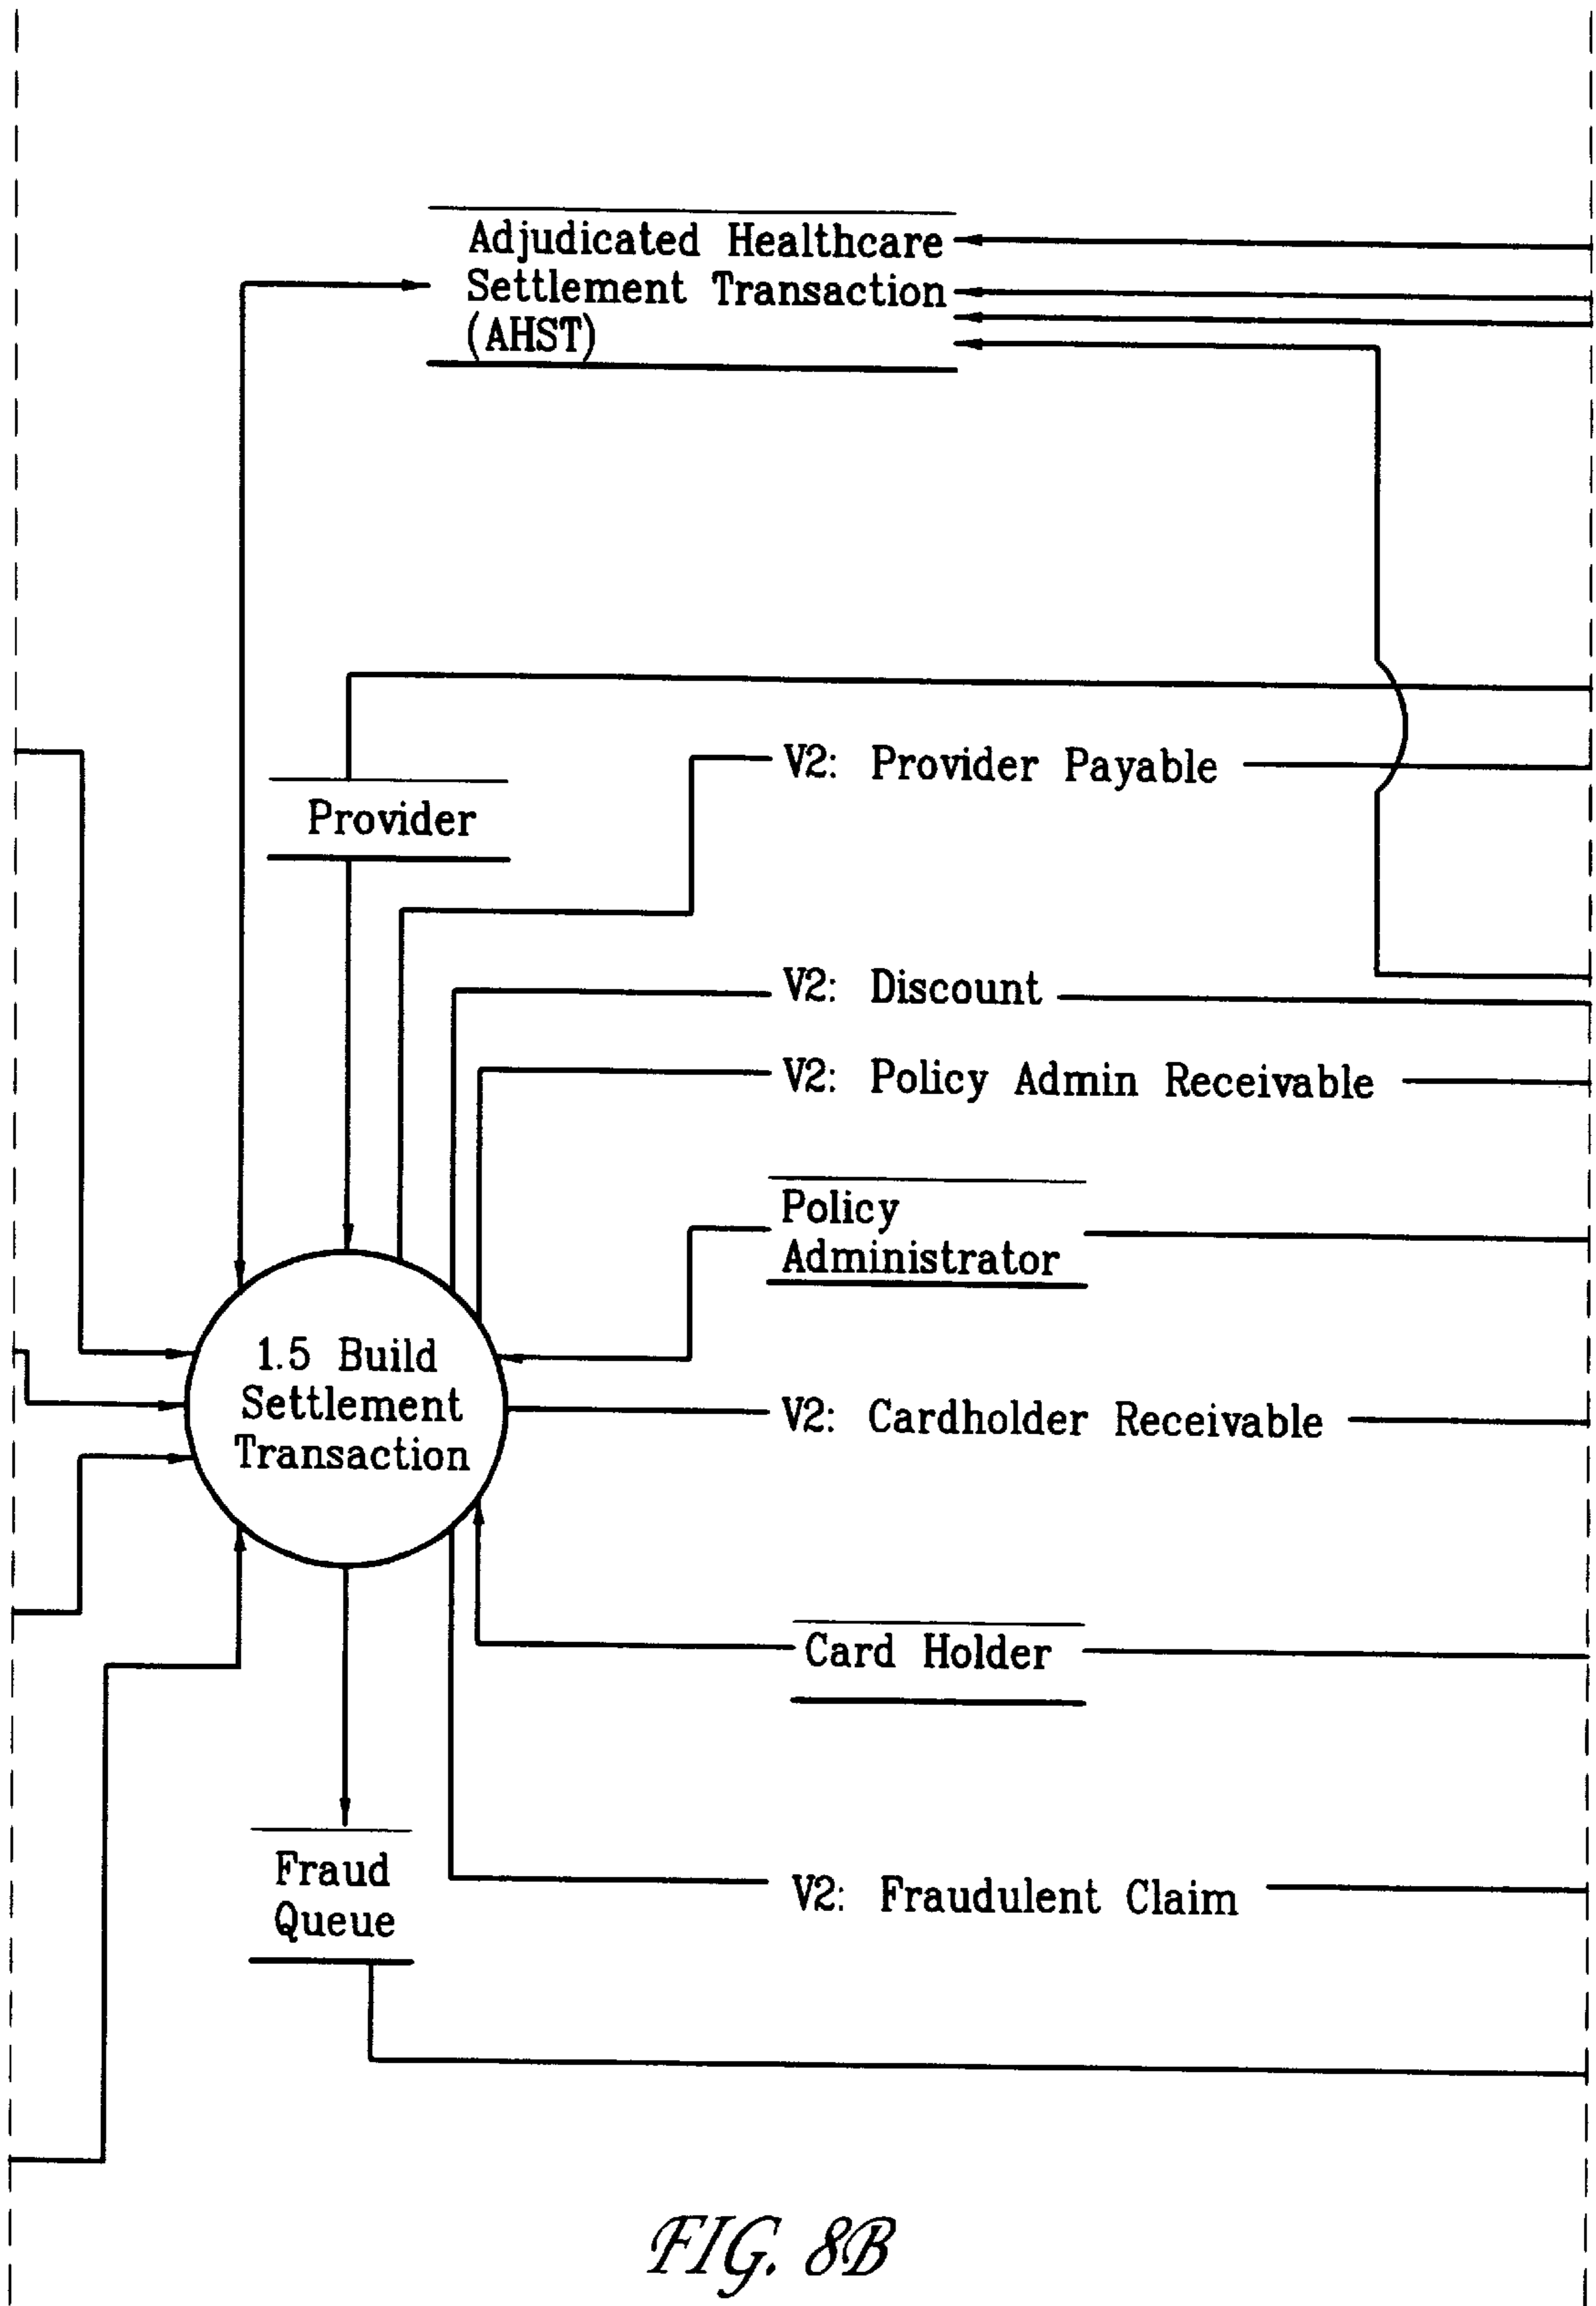 Adjudicated Healthcare
Settlement Transaction
(AHST)
V2: Provider Payable
Provider
V2: Discount
V2: Policy Admin Receivable
Policy
Administrator
1.5 Build
Settlement
Transaction
V2: Cardholder Receivable
Card Holder
Fraud
Queue
V2: Fraudulent Claim
FIG. 8B